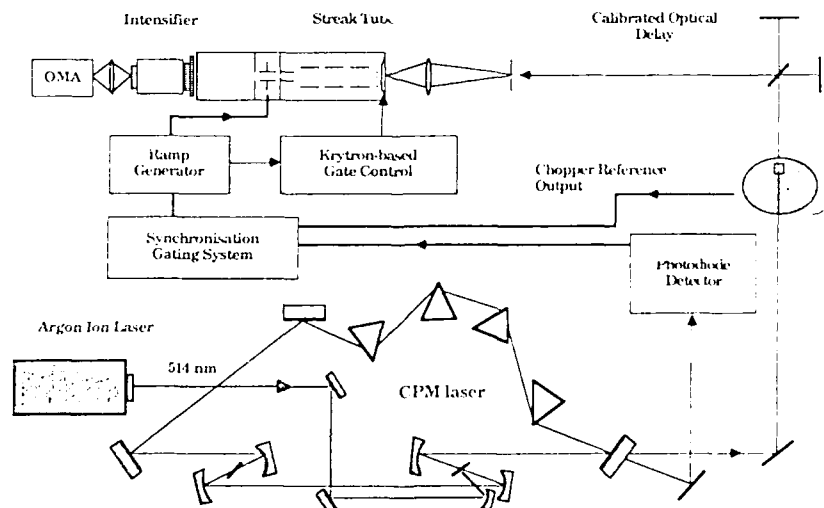 Intensifier
Streak Tube
Calibrated Optical
Delay
OMA
Ramp
Generator
Krytron-based
Gate Control
Chopper Reference
Output
Synchronisation
Gating System
Photodiode
Detector
Argon Ion Laser
514 nm
CPM laser